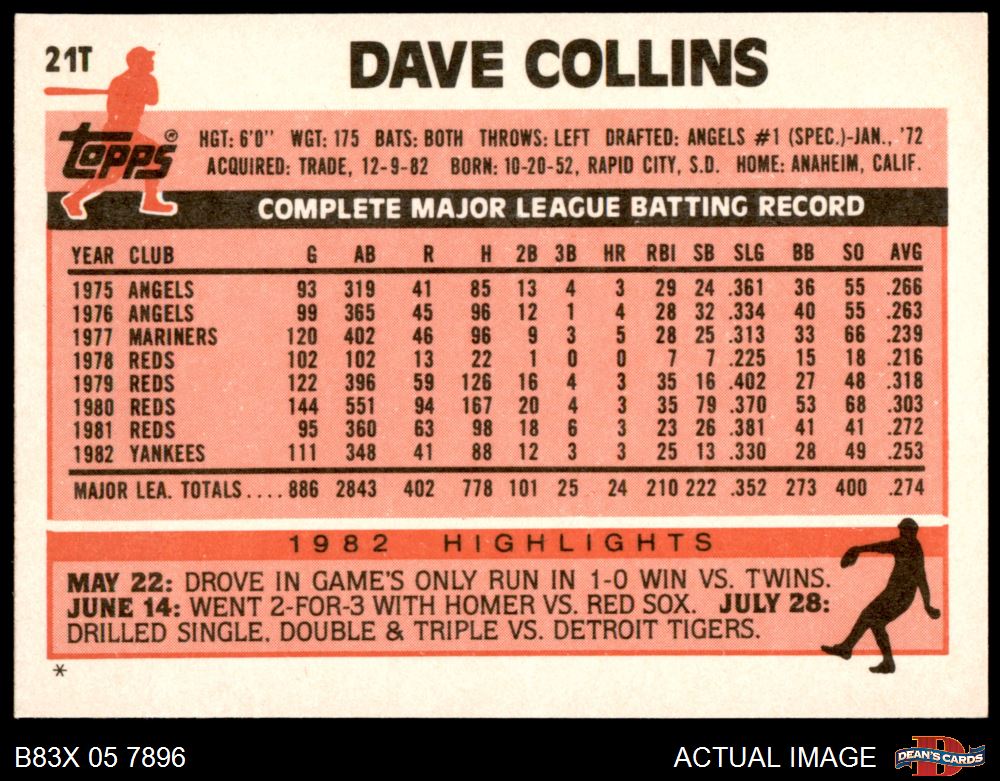 21T
DAVE COLLINS
topps®
HGT: 6'0" WGT: 175 BATS: BOTH THROWS: LEFT DRAFTED: ANGELS #1 (SPEC.)-JAN., '72
ACQUIRED: TRADE, 12-9-82 BORN: 10-20-52, RAPID CITY, S.D. HOME: ANAHEIM, CALIF.
COMPLETE MAJOR LEAGUE BATTING RECORD
YEAR CLUB G AB R H 2B 3B HR RBI SB SLG BB SO AVG
1975 ANGELS 93 319 41 85 13 4 3 29 24 .361 36 55 .266
1976 ANGELS 99 365 45 96 12 1 4 28 32 .334 40 55 .263
1977 MARINERS 120 402 46 96 9 3 5 28 25 .313 33 66 .239
1978 REDS 102 102 13 22 1 0 0 7 7 .225 15 18 .216
1979 REDS 122 396 59 126 16 4 3 35 16 .402 27 48 .318
1980 REDS 144 551 94 167 20 4 3 35 79 .370 53 68 .303
1981 REDS 95 360 63 98 18 6 3 23 26 .381 41 41 .272
1982 YANKEES 111 348 41 88 12 3 3 25 13 .330 28 49 .253
MAJOR LEA. TOTALS.... 886 2843 402 778 101 25 24 210 222 .352 273 400 .274
1982 HIGHLIGHTS
MAY 22: DROVE IN GAME'S ONLY RUN IN 1-0 WIN VS. TWINS.
JUNE 14: WENT 2-FOR-3 WITH HOMER VS. RED SOX. JULY 28:
DRILLED SINGLE, DOUBLE & TRIPLE VS. DETROIT TIGERS.
*
B83X 05 7896
ACTUAL IMAGE
D
DEAN'S CARDS